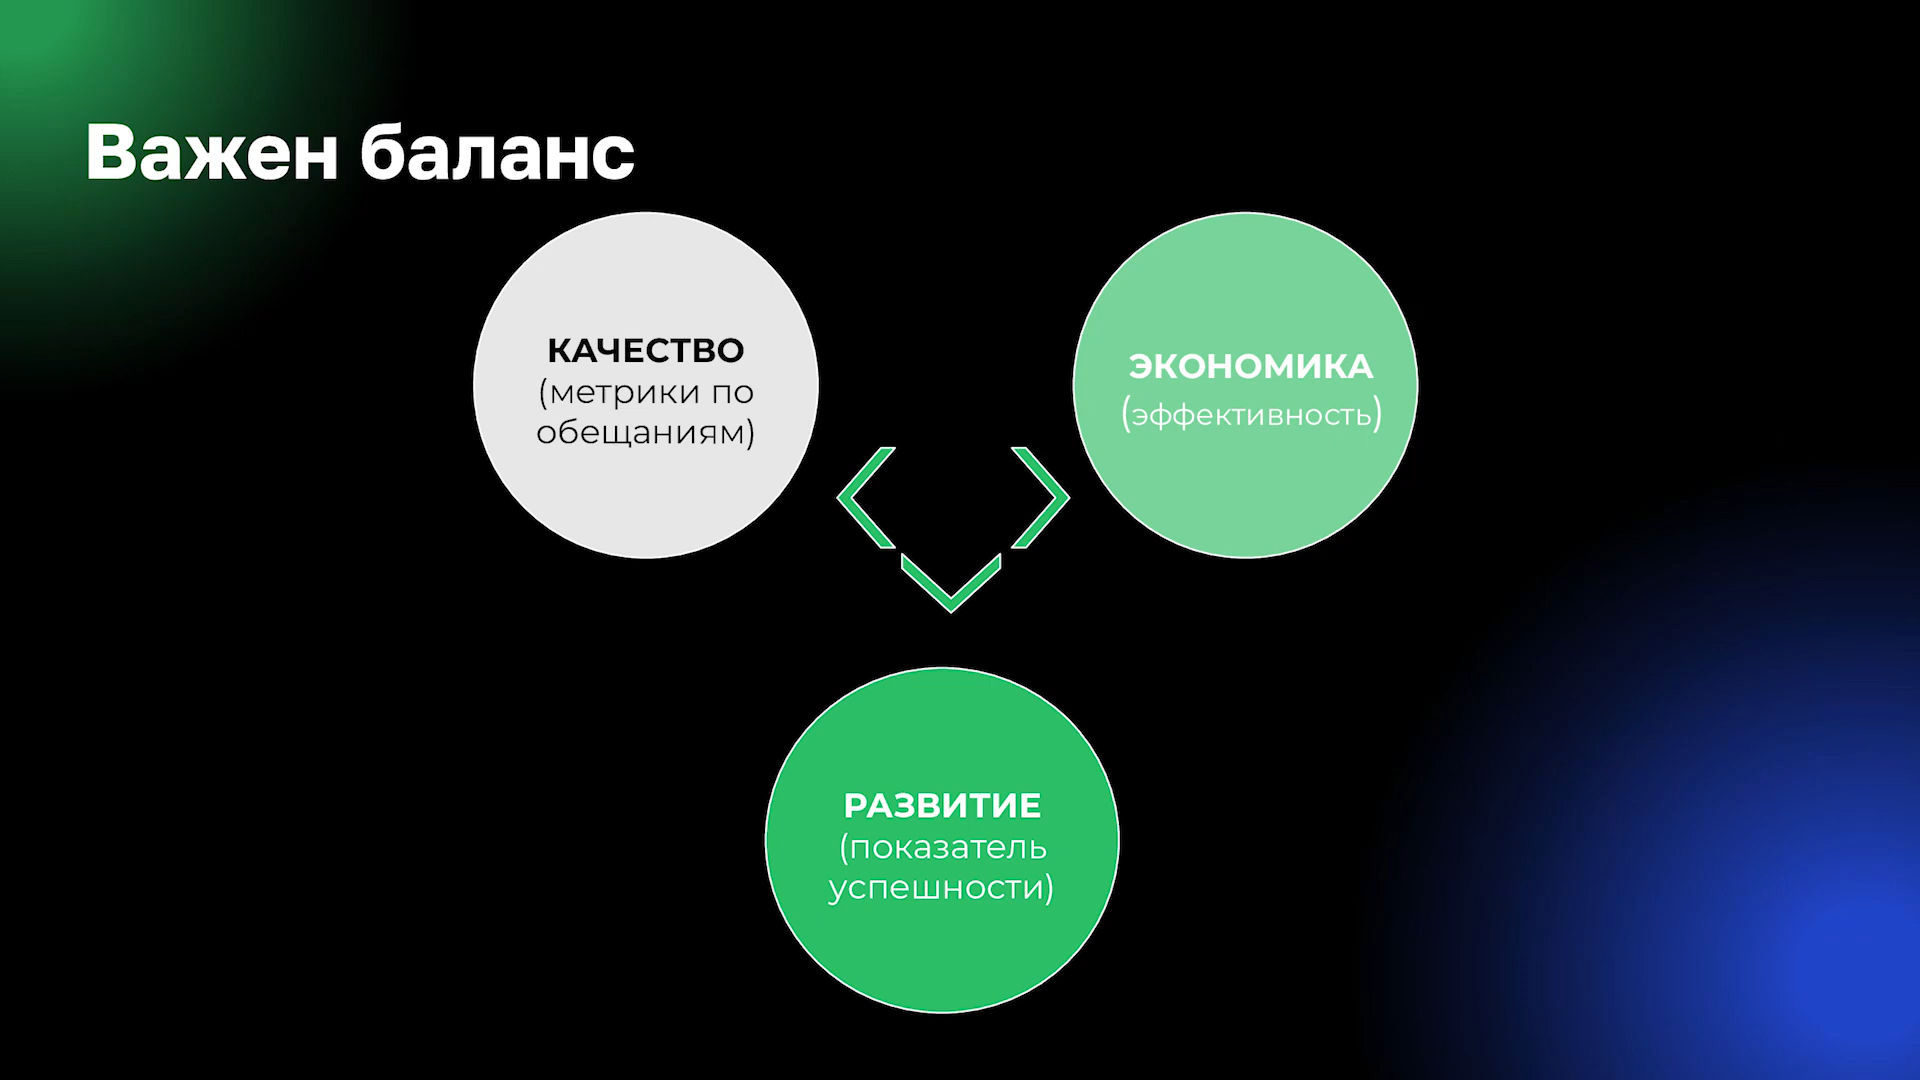 Важен баланс
КАЧЕСТВО
(метрики по
обещаниям)
ЭКОНОМИКА
(эффективность)
РАЗВИТИЕ
(показатель
успешности)